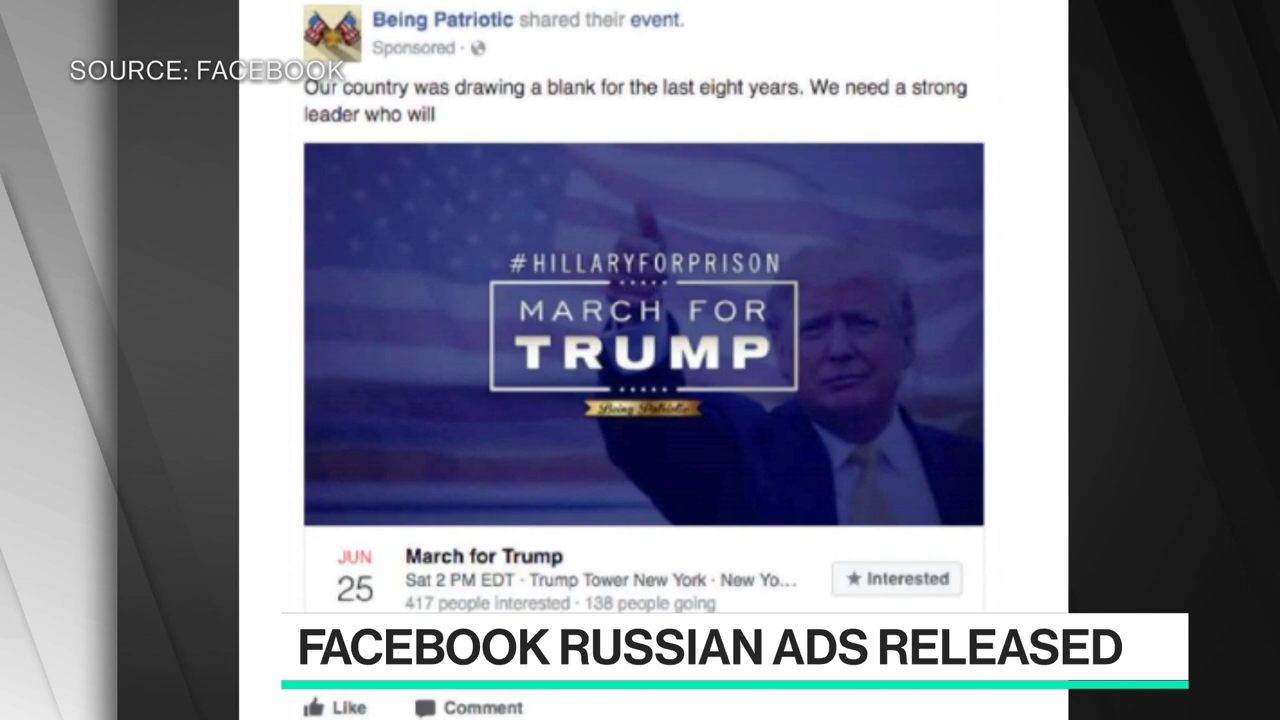 Being Patriotic shared their event.
Sponsored ·
SOURCE: FACEBOOK
Our country was drawing a blank for the last eight years. We need a strong
leader who will
#HILLARYFORPRISON
MARCH FOR
TRUMP
Being Patriotic
JUN
25
March for Trump
Sat 2 PM EDT · Trump Tower New York · New Yo...
417 people interested · 138 people going
★ Interested
FACEBOOK RUSSIAN ADS RELEASED
Like
Comment